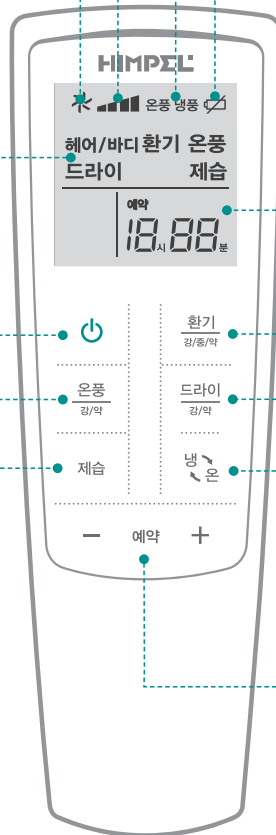 HIMPEL
온풍 냉풍
헤어/바디 환기 온풍
드라이 제습
예약
18시 88분
환기
강/중/약
온풍
강/약
드라이
강/약
제습
냉
온
− 예약 +